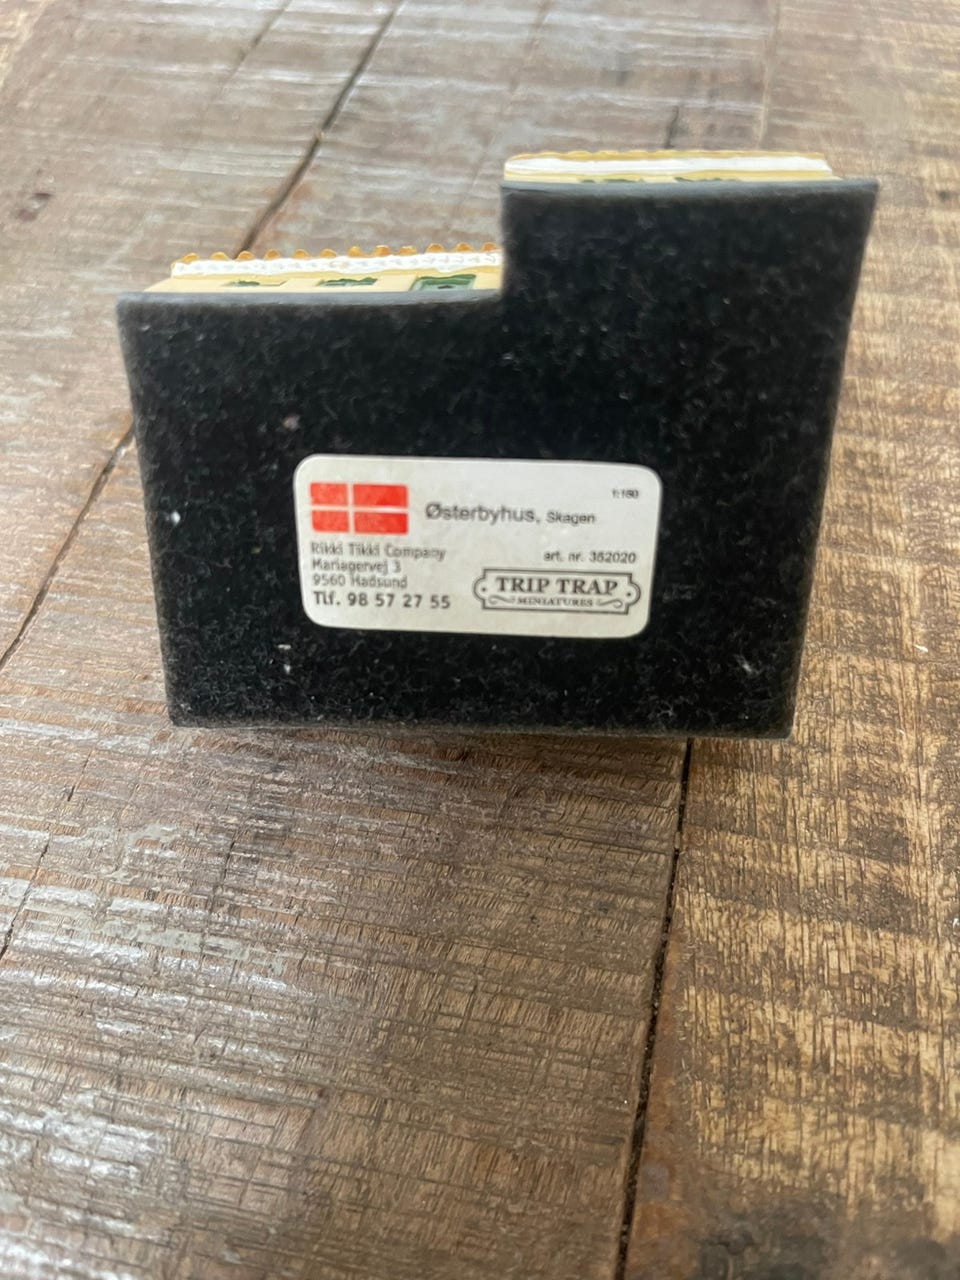 1:160
Østerbyhus, Skagen
Rikki Tikki Company
Mariagervej 3
9560 Hadsund
Tlf. 98 57 27 55
art. nr. 362020
TRIP TRAP
MINIATURES